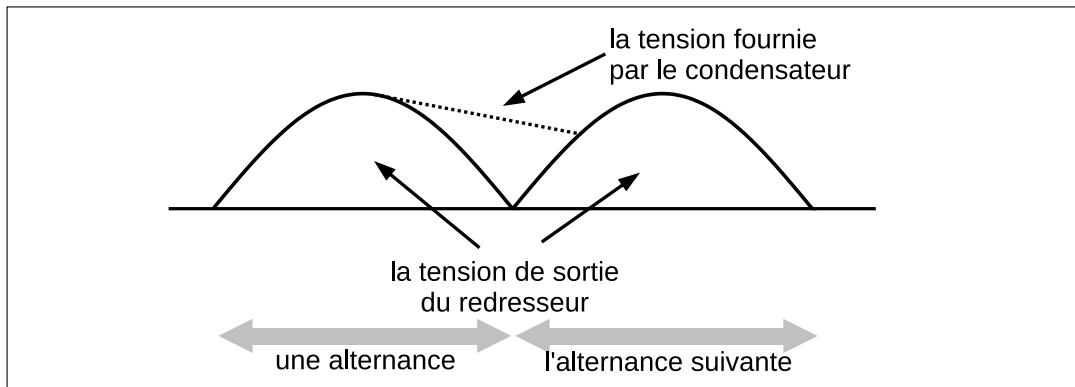 la tension fournie
par le condensateur
la tension de sortie
du redresseur
une alternance
l'alternance suivante